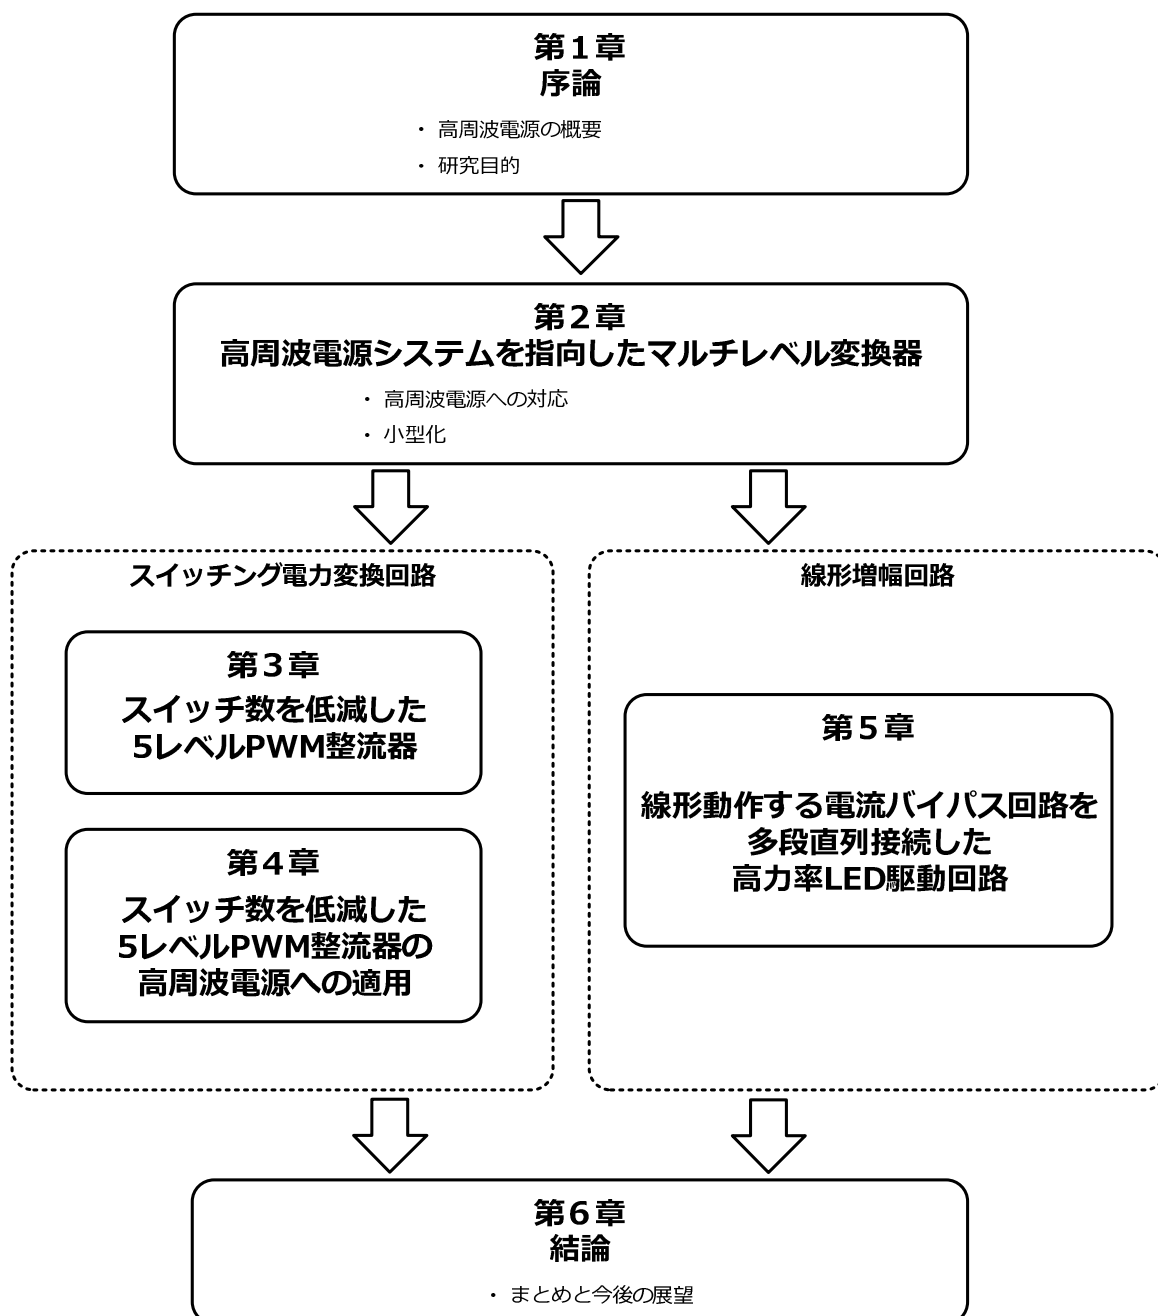 第１章
序論
・ 高周波電源の概要
・ 研究目的
第２章
高周波電源システムを指向したマルチレベル変換器
・ 高周波電源への対応
・ 小型化
スイッチング電力変換回路
第３章
スイッチ数を低減した
5レベルPWM整流器
第４章
スイッチ数を低減した
5レベルPWM整流器の
高周波電源への適用
線形増幅回路
第５章
線形動作する電流バイパス回路を
多段直列接続した
高力率LED駆動回路
第６章
結論
・ まとめと今後の展望